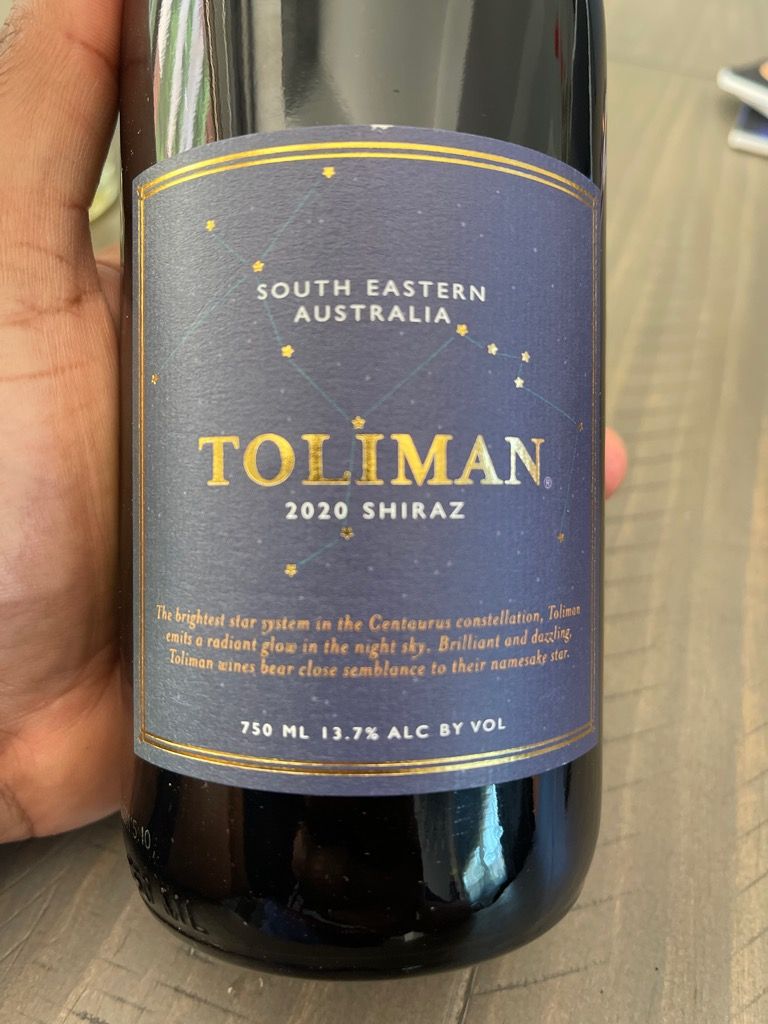 SOUTH EASTERN
AUSTRALIA
TOLIMAN®
2020 SHIRAZ
The brightest star system in the Centaurus constellation, Toliman
emits a radiant glow in the night sky. Brilliant and dazzling,
Toliman wines bear close semblance to their namesake star.
750 ML 13.7% ALC BY VOL